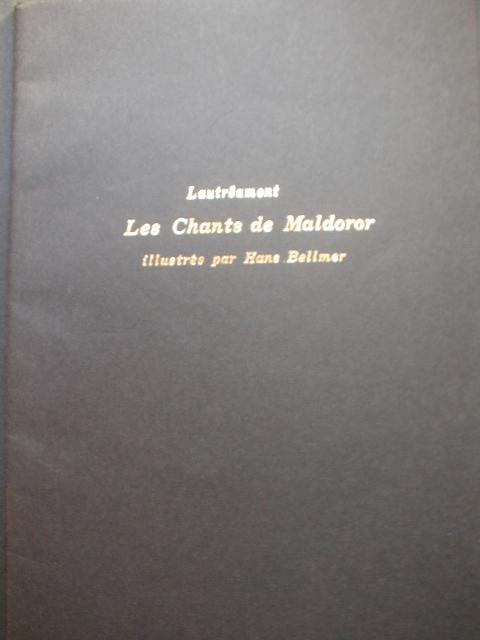 Lautréamont
Les Chants de Maldoror
illustrés par Hans Bellmer